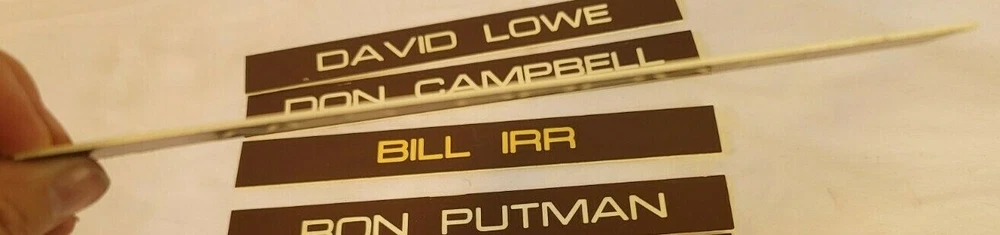 DAVID LOWE
DON CAMPBELL
BILL IRR
RON PUTMAN